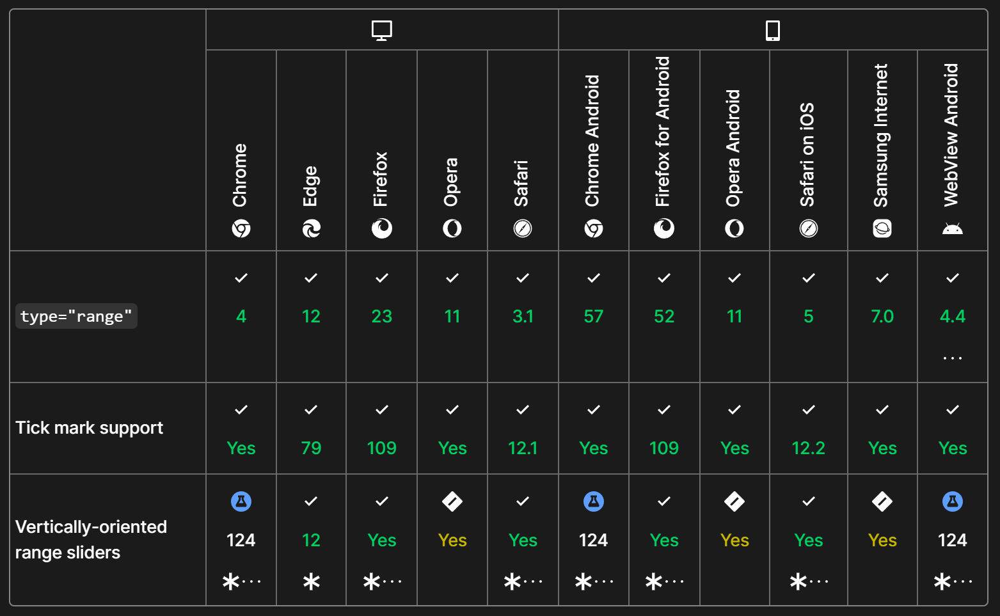 Chrome
Edge
Firefox
Opera
Safari
Chrome Android
Firefox for Android
Opera Android
Safari on iOS
Samsung Internet
WebView Android
type="range" 4 12 23 11 3.1 57 52 11 5 7.0 4.4
...
Tick mark support Yes 79 109 Yes 12.1 Yes 109 Yes 12.2 Yes Yes
Vertically-oriented
range sliders
124 12 Yes Yes Yes 124 Yes Yes Yes Yes 124
*... * *... *... *... *... *... *...